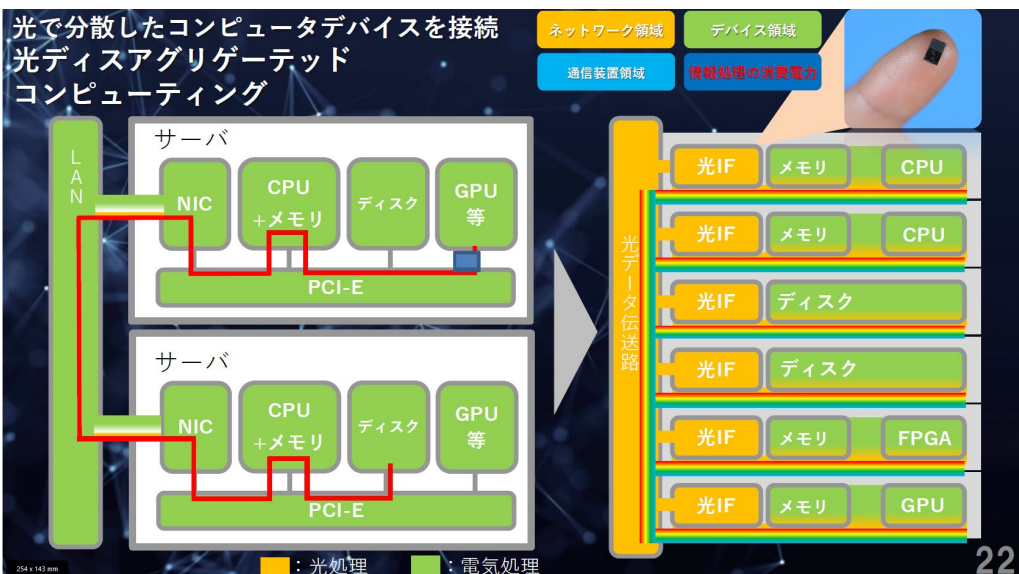 光で分散したコンピュータデバイスを接続
光ディスアグリゲーテッド
コンピューティング
ネットワーク領域
デバイス領域
通信装置領域
情報処理の消費電力
LAN
サーバ
NIC
CPU
+メモリ
ディスク
GPU
等
PCI-E
サーバ
NIC
CPU
+メモリ
ディスク
GPU
等
PCI-E
光データ伝送路
光IF
メモリ
CPU
光IF
メモリ
CPU
光IF
ディスク
光IF
ディスク
光IF
メモリ
FPGA
光IF
メモリ
GPU
:光処理
:電気処理
254 x 143 mm
22